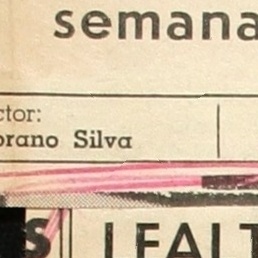 semana
ctor:
orano Silva
S LEALT